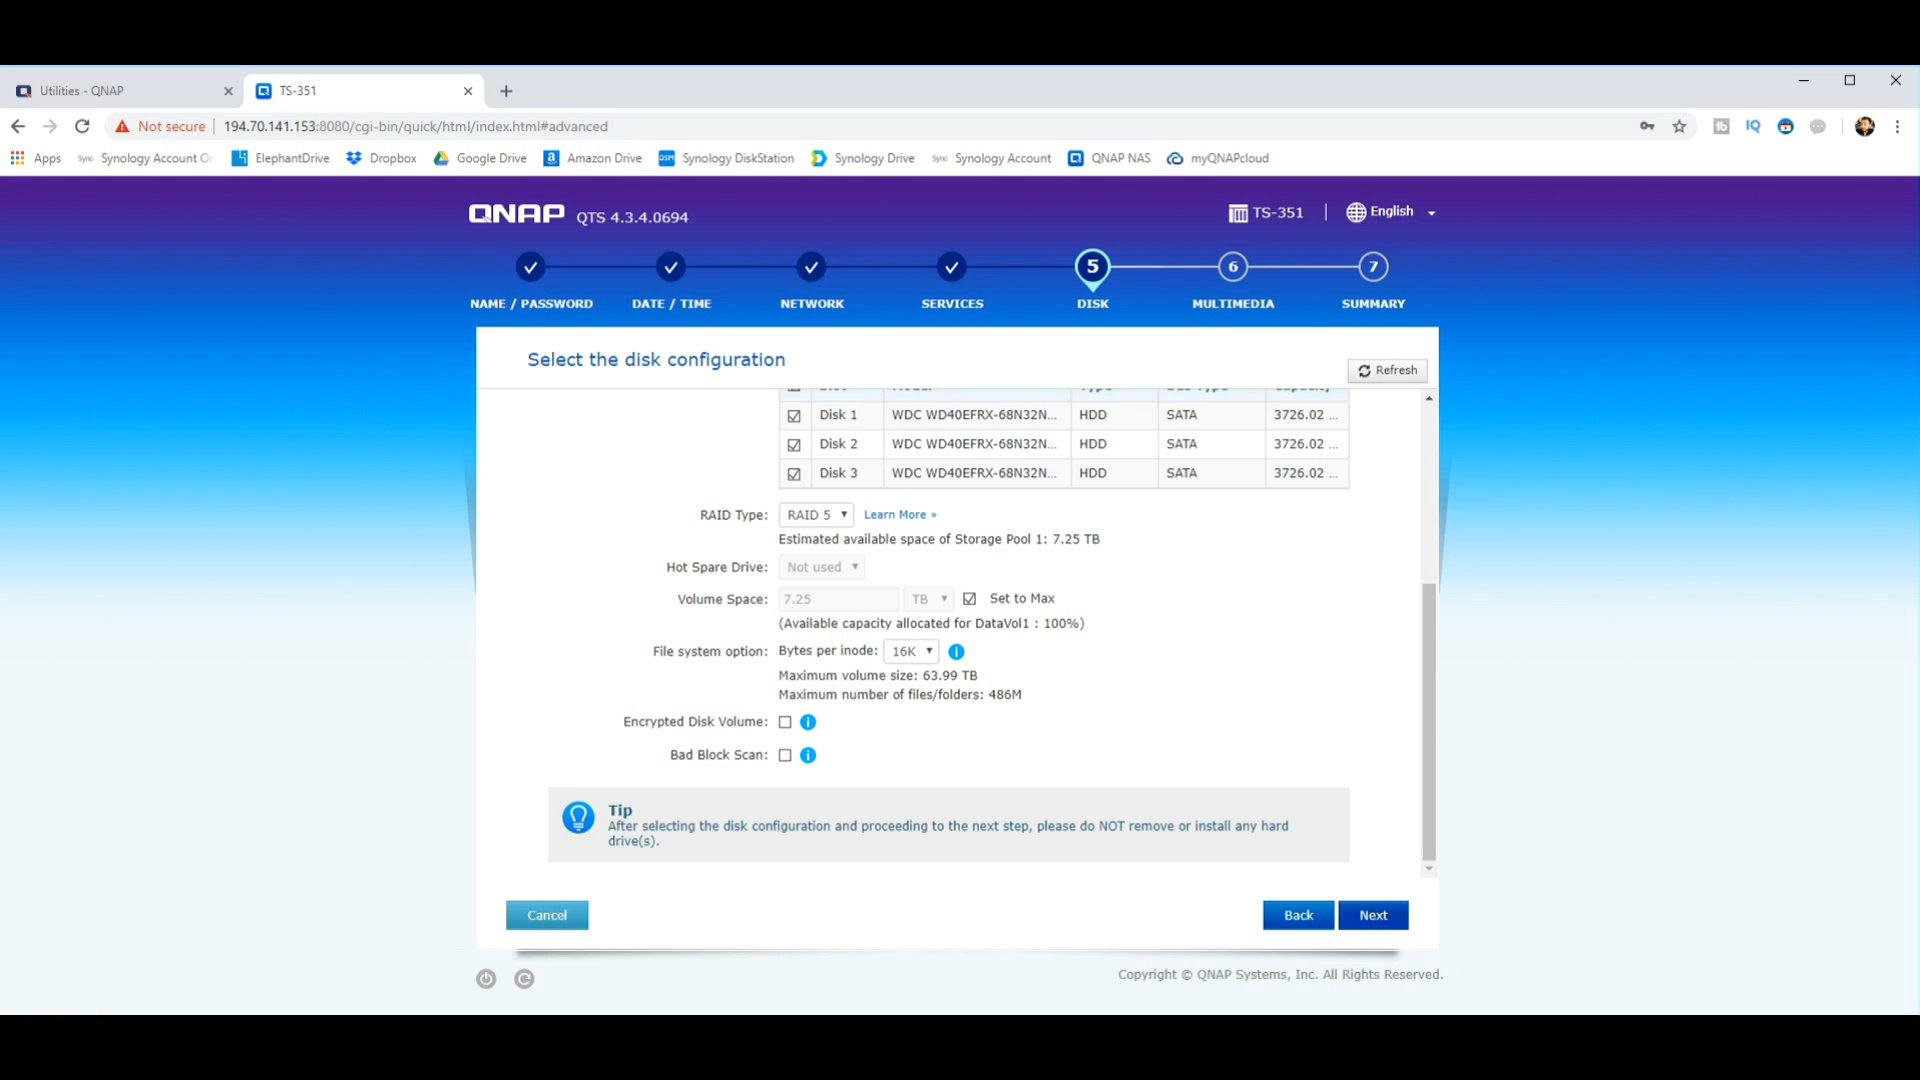 Utilities - QNAP
TS-351
Not secure
194.70.141.153:8080/cgi-bin/quick/html/index.html#advanced
IQ
Apps
Sync
Synology Account O
ElephantDrive
Dropbox
Google Drive
Amazon Drive
DSM
Synology DiskStation
Synology Drive
Sync
Synology Account
QNAP NAS
myQNAPcloud
QNAP QTS 4.3.4.0694
TS-351
English
5
6
7
NAME / PASSWORD
DATE / TIME
NETWORK
SERVICES
DISK
MULTIMEDIA
SUMMARY
Select the disk configuration
Refresh
Disk 1 WDC WD40EFRX-68N32N... HDD SATA 3726.02 ...
Disk 2 WDC WD40EFRX-68N32N... HDD SATA 3726.02 ...
Disk 3 WDC WD40EFRX-68N32N... HDD SATA 3726.02 ...
RAID Type: RAID 5 Learn More »
Estimated available space of Storage Pool 1: 7.25 TB
Hot Spare Drive: Not used
Volume Space: 7.25 TB Set to Max
(Available capacity allocated for DataVol1 : 100%)
File system option: Bytes per inode: 16K
Maximum volume size: 63.99 TB
Maximum number of files/folders: 486M
Encrypted Disk Volume:
Bad Block Scan:
Tip
After selecting the disk configuration and proceeding to the next step, please do NOT remove or install any hard
drive(s).
Cancel
Back
Next
Copyright © QNAP Systems, Inc. All Rights Reserved.